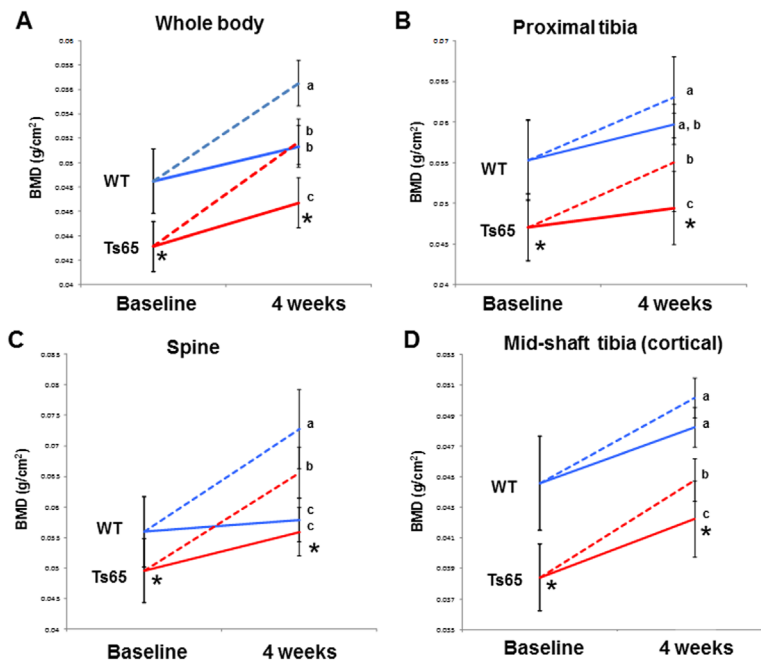 A
Whole body
BMD (g/cm²)
0.06
0.058
0.056
0.054
0.052
0.05
0.048
0.046
0.044
0.042
0.04
WT
Ts65
*
a
b
b
c
*
Baseline
4 weeks
B
Proximal tibia
BMD (g/cm²)
0.07
0.065
0.06
0.055
0.05
0.045
0.04
WT
Ts65
*
a
a, b
b
c
*
Baseline
4 weeks
C
Spine
BMD (g/cm²)
0.085
0.08
0.075
0.07
0.065
0.06
0.055
0.05
0.045
0.04
WT
Ts65
*
a
b
c
c
*
Baseline
4 weeks
D
Mid-shaft tibia (cortical)
BMD (g/cm²)
0.053
0.051
0.049
0.047
0.045
0.043
0.041
0.039
0.037
0.035
WT
Ts65
*
a
a
b
c
*
Baseline
4 weeks